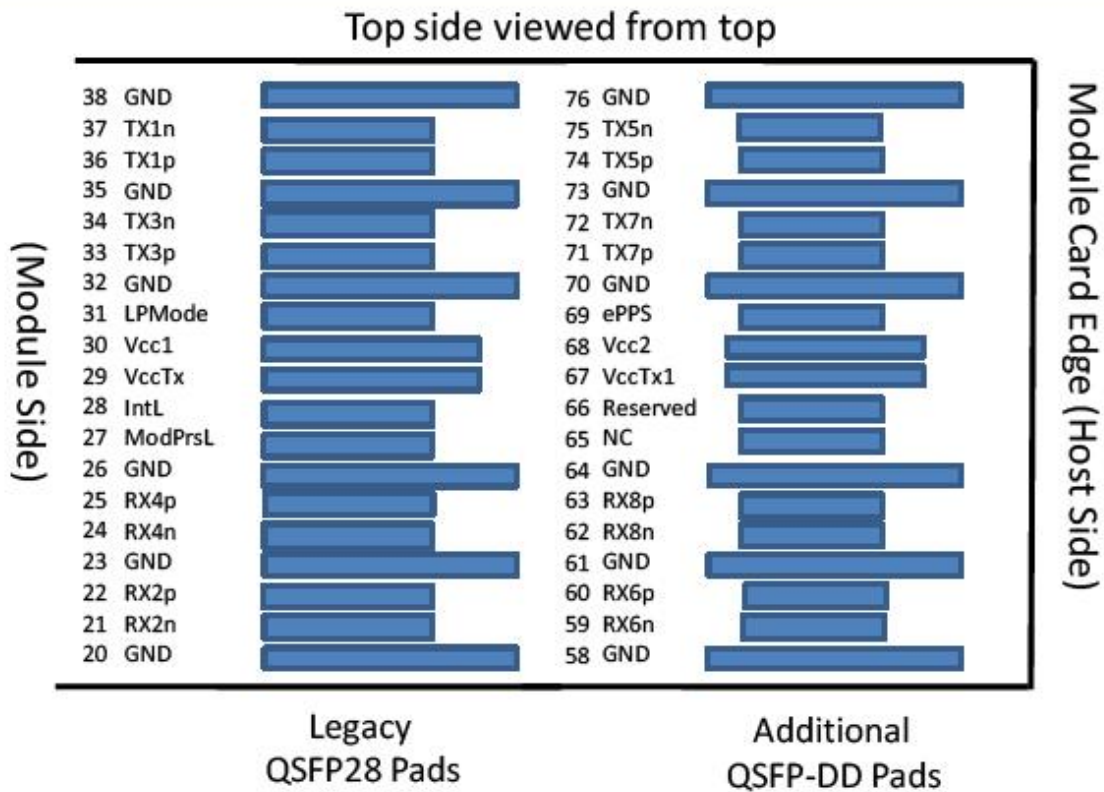 Top side viewed from top
38 GND 76 GND
37 TX1n 75 TX5n
36 TX1p 74 TX5p
35 GND 73 GND
34 TX3n 72 TX7n
33 TX3p 71 TX7p
32 GND 70 GND
31 LPMode 69 ePPS
30 Vcc1 68 Vcc2
29 VccTx 67 VccTx1
28 IntL 66 Reserved
27 ModPrsL 65 NC
26 GND 64 GND
25 RX4p 63 RX8p
24 RX4n 62 RX8n
23 GND 61 GND
22 RX2p 60 RX6p
21 RX2n 59 RX6n
20 GND 58 GND
(Module Side)
Module Card Edge (Host Side)
Legacy
QSFP28 Pads
Additional
QSFP-DD Pads